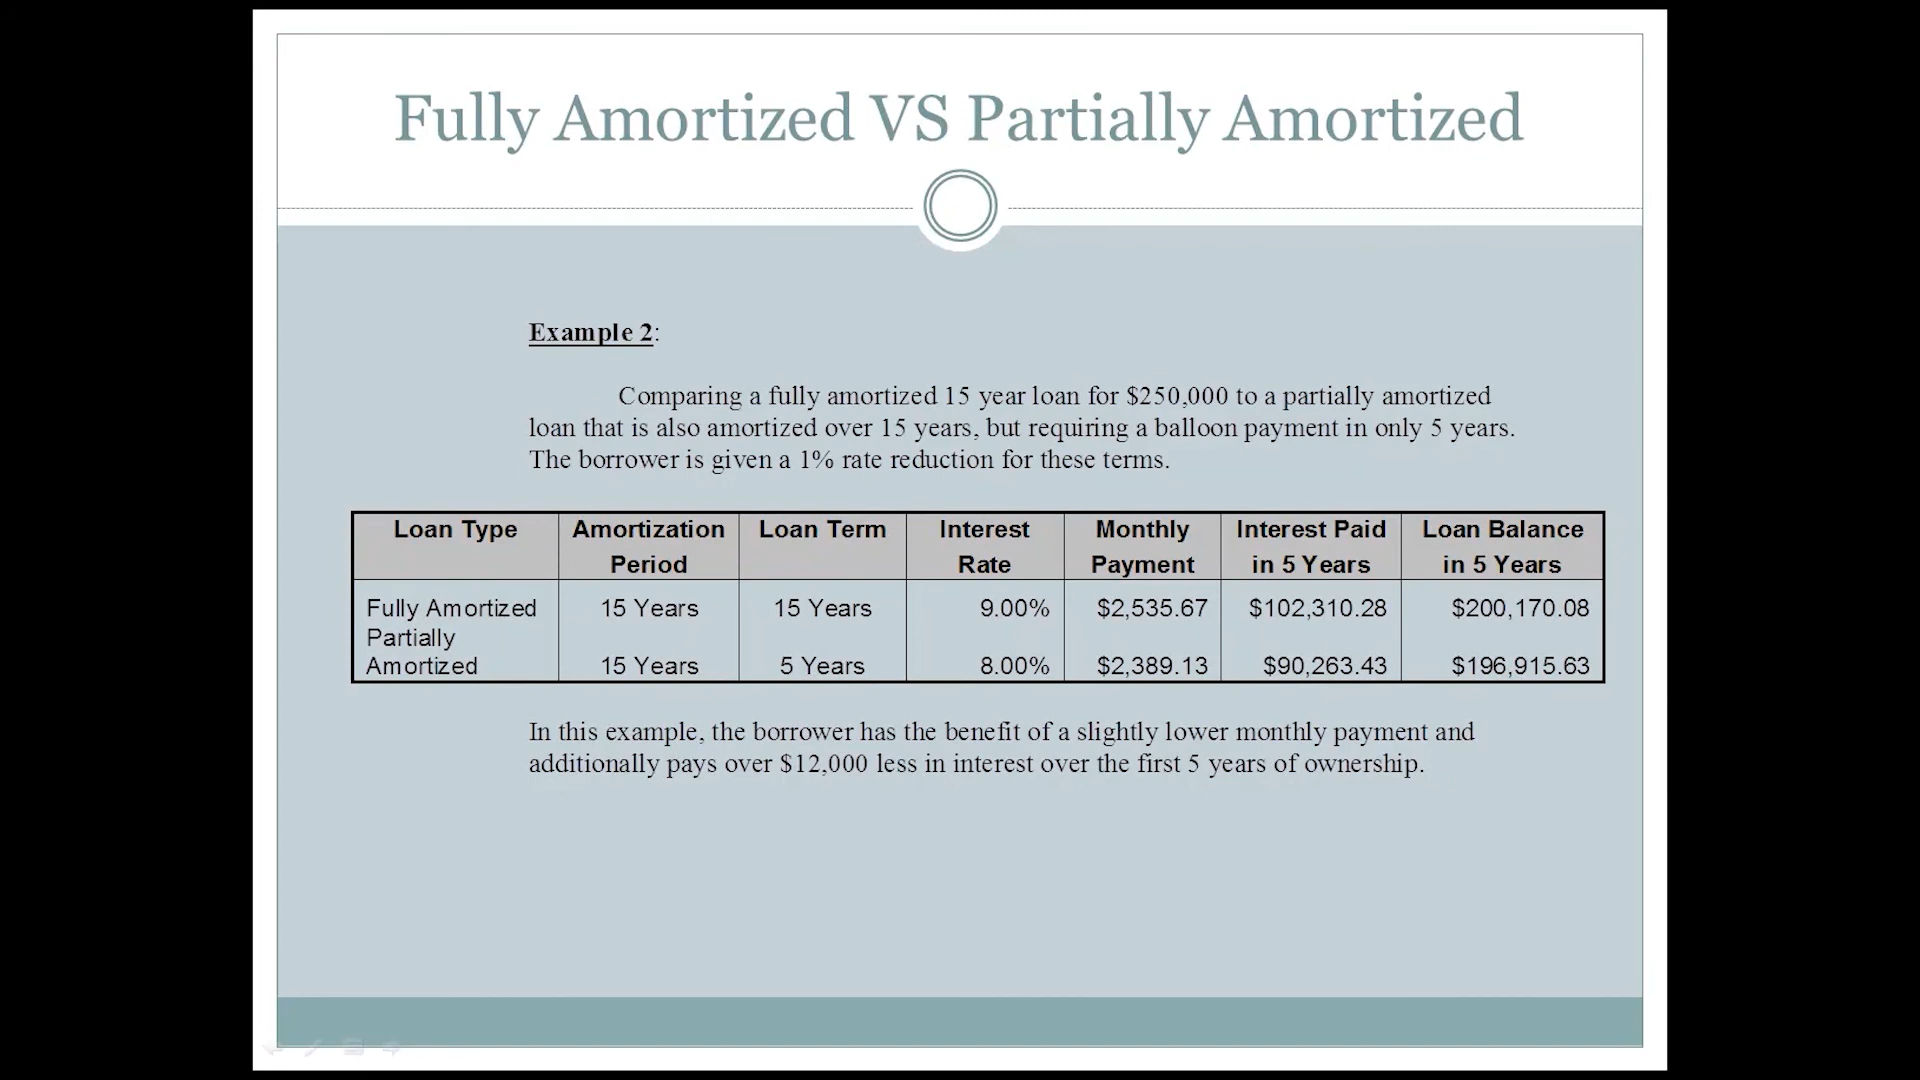 Fully Amortized VS Partially Amortized
Example 2:
Comparing a fully amortized 15 year loan for $250,000 to a partially amortized
loan that is also amortized over 15 years, but requiring a balloon payment in only 5 years.
The borrower is given a 1% rate reduction for these terms.
Loan Type Amortization Period Loan Term Interest Rate Monthly Payment Interest Paid in 5 Years Loan Balance in 5 Years
Fully Amortized 15 Years 15 Years 9.00% $2,535.67 $102,310.28 $200,170.08
Partially
Amortized 15 Years 5 Years 8.00% $2,389.13 $90,263.43 $196,915.63
In this example, the borrower has the benefit of a slightly lower monthly payment and
additionally pays over $12,000 less in interest over the first 5 years of ownership.